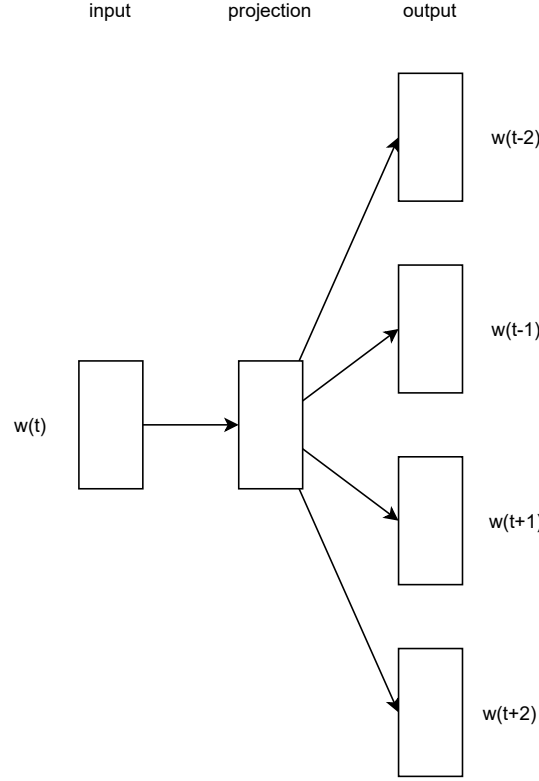 input projection output
w(t-2)
w(t-1)
w(t)
w(t+1)
w(t+2)